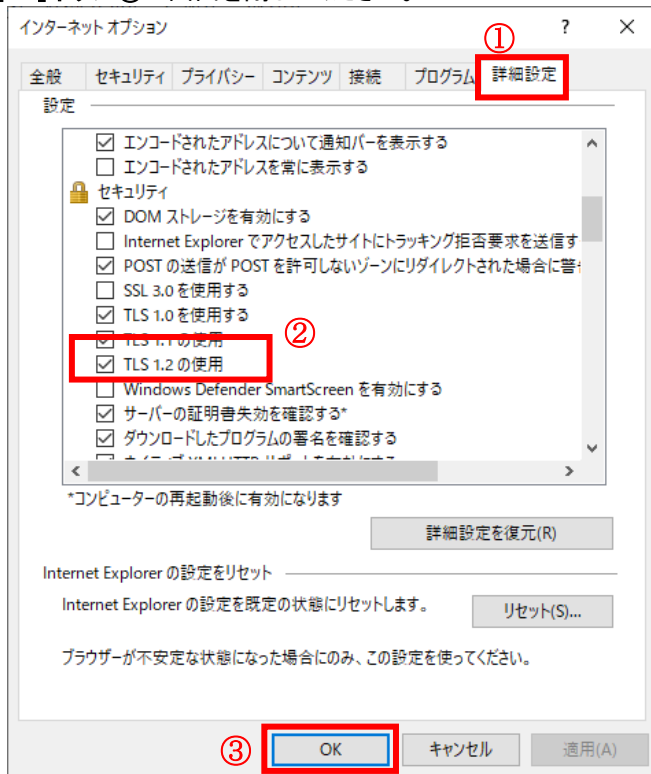 インターネット オプション ? ×
①
全般 セキュリティ プライバシー コンテンツ 接続 プログラム 詳細設定
設定
エンコードされたアドレスについて通知バーを表示する
エンコードされたアドレスを常に表示する
セキュリティ
DOM ストレージを有効にする
Internet Explorer でアクセスしたサイトにトラッキング拒否要求を送信す
POST の送信が POST を許可しないゾーンにリダイレクトされた場合に警
SSL 3.0 を使用する
TLS 1.0 を使用する
TLS 1.1 の使用
②
TLS 1.2 の使用
Windows Defender SmartScreen を有効にする
サーバーの証明書失効を確認する*
ダウンロードしたプログラムの署名を確認する
*コンピューターの再起動後に有効になります
詳細設定を復元(R)
Internet Explorer の設定をリセット
Internet Explorer の設定を既定の状態にリセットします。
リセット(S)...
ブラウザーが不安定な状態になった場合にのみ、この設定を使ってください。
③ OK キャンセル 適用(A)